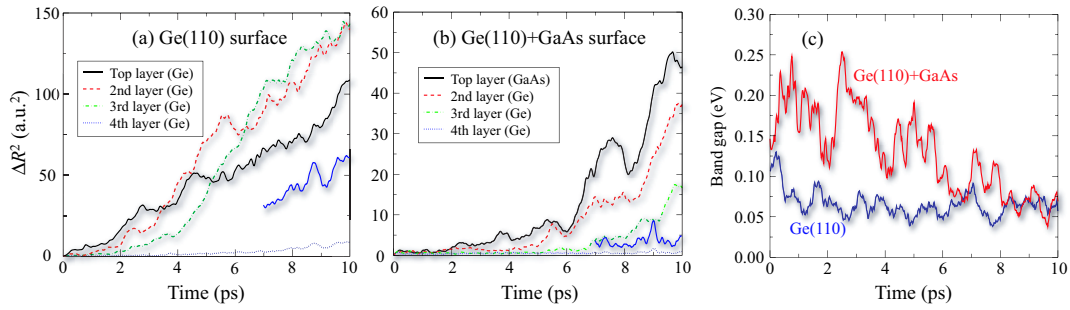 (a) Ge(110) surface
Top layer (Ge)
2nd layer (Ge)
3rd layer (Ge)
4th layer (Ge)
ΔR² (a.u.²)
150
100
50
0
0 2 4 6 8 10
Time (ps)
(b) Ge(110)+GaAs surface
Top layer (GaAs)
2nd layer (Ge)
3rd layer (Ge)
4th layer (Ge)
60
50
40
30
20
10
0
0 2 4 6 8 10
Time (ps)
(c)
Ge(110)+GaAs
Ge(110)
Band gap (eV)
0.30
0.25
0.20
0.15
0.10
0.05
0.00
0 2 4 6 8 10
Time (ps)